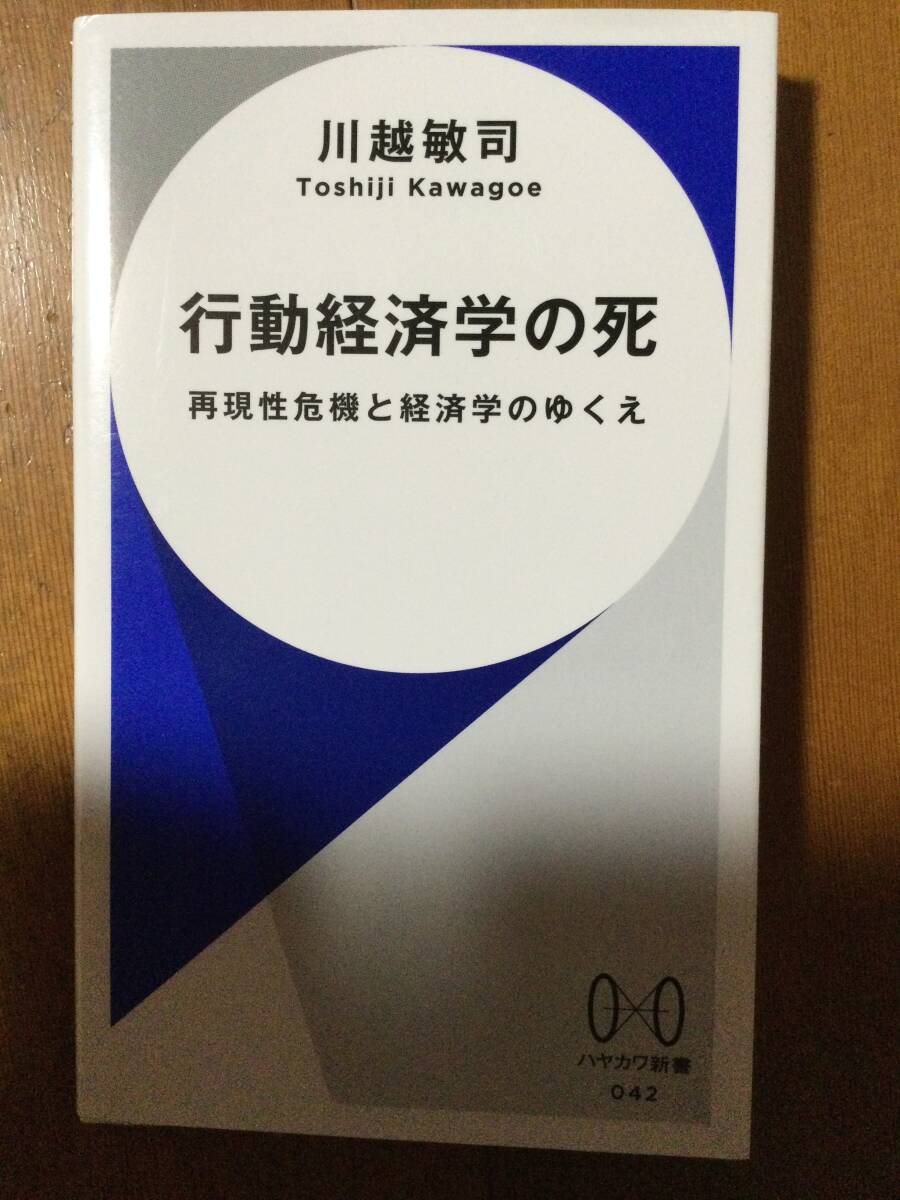 川越敏司
Toshiji Kawagoe
行動経済学の死
再現性危機と経済学のゆくえ
ハヤカワ新書
042